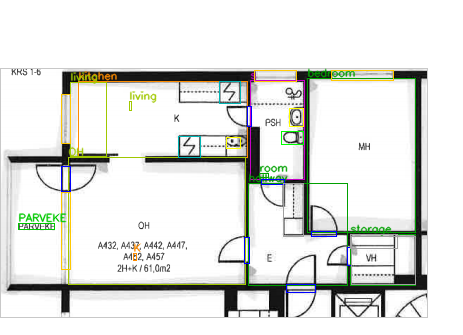 KRS 1-6
living
kitchen
bedroom
living
K
PSH
MH
OH
room
hallway
PARVEKE
PARVEKE
OH
storage
A432, A437, A442, A447,
A452, A457
2H+K / 61,0m2
K
E
VH